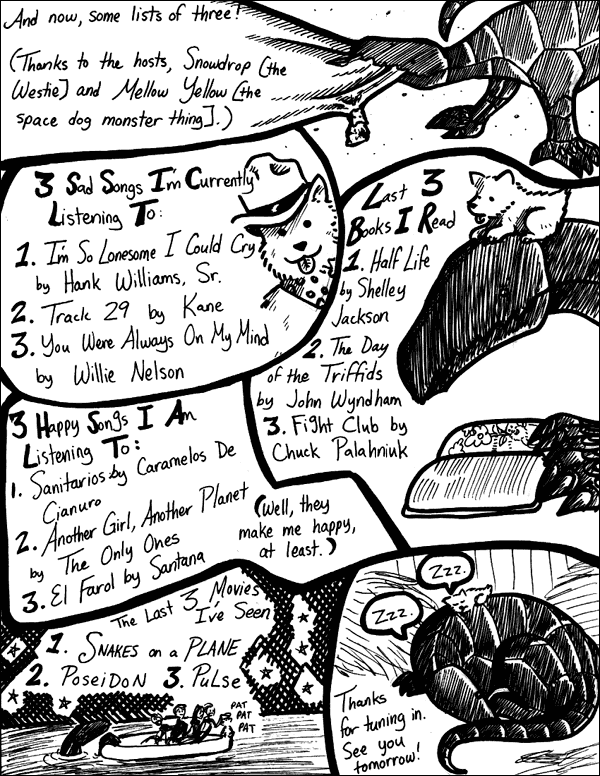 And now, some lists of three!
(Thanks to the hosts, Snowdrop [the
Westie] and Mellow Yellow [the
space dog monster thing].)
3 Sad Songs I'm Currently
Listening To:
1. I'm So Lonesome I Could Cry
by Hank Williams, Sr.
2. Track 29 by Kane
3. You Were Always On My Mind
by Willie Nelson
Last 3
Books I Read
1. Half Life
by Shelley
Jackson
2. The Day
of the Triffids
by John Wyndham
3. Fight Club by
Chuck Palahniuk
3 Happy Songs I Am
Listening To:
1. Sanitarios by Caramelos De
Cianuro
2. Another Girl, Another Planet
by The Only Ones
3. El Farol by Santana
(Well, they
make me happy,
at least.)
The Last 3 Movies
I've Seen
1. SNAKES on a PLANE
2. POSeiDoN 3. PuLse
PAT
PAT
PAT
Zzz.
Zzz.
Thanks
for tuning in.
See you
tomorrow!